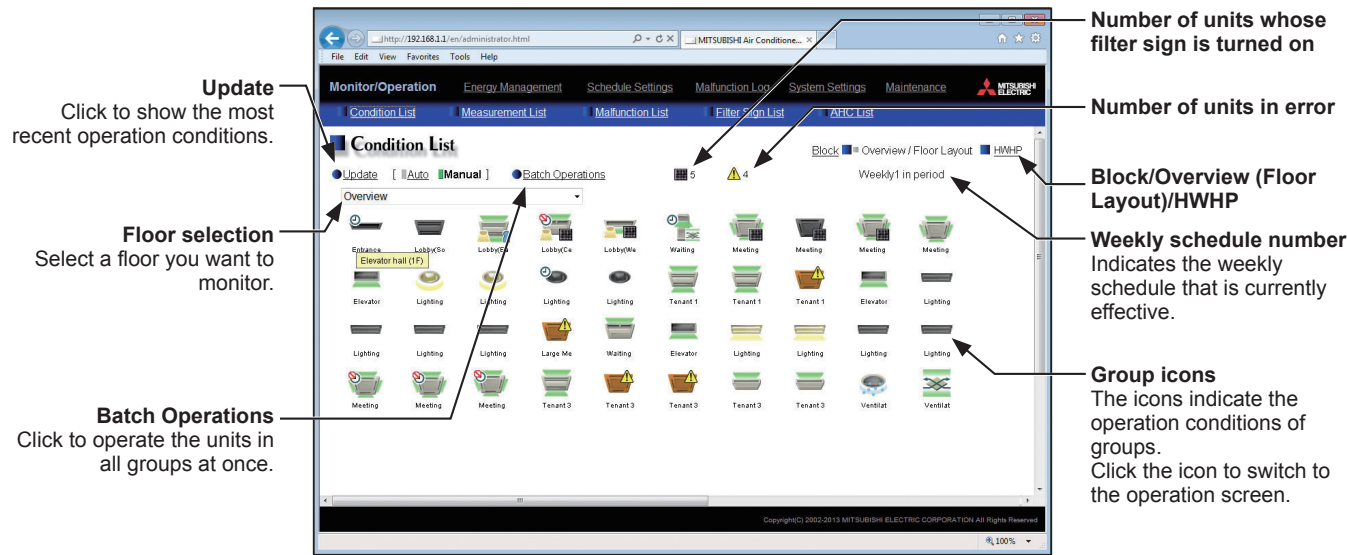 Update
Click to show the most
recent operation conditions.
Floor selection
Select a floor you want to
monitor.
Batch Operations
Click to operate the units in
all groups at once.
http://192.168.1.1/en/administrator.html
MITSUBISHI Air Conditione...
File Edit View Favorites Tools Help
Monitor/Operation Energy Management Schedule Settings Malfunction Log System Settings Maintenance
MITSUBISHI
ELECTRIC
Condition List Measurement List Malfunction List Filter Sign List AHC List
Condition List
Block Overview / Floor Layout HWHP
Update [ Auto Manual ] Batch Operations 5 4 Weekly1 in period
Overview
Entrance Lobby(So Lobby(Ea Lobby(Ce Lobby(We Waiting Meeting Meeting Meeting Meeting
Elevator hall (1F)
Elevator Lighting Lighting Lighting Lighting Tenant 1 Tenant 1 Tenant 1 Elevator Lighting
Lighting Lighting Lighting Large Me Waiting Elevator Lighting Lighting Lighting Lighting
Meeting Meeting Meeting Tenant 3 Tenant 3 Tenant 3 Tenant 3 Tenant 3 Ventilat Ventilat
Copyright(C) 2002-2013 MITSUBISHI ELECTRIC CORPORATION All Rights Reserved
100%
Number of units whose
filter sign is turned on
Number of units in error
Block/Overview (Floor
Layout)/HWHP
Weekly schedule number
Indicates the weekly
schedule that is currently
effective.
Group icons
The icons indicate the
operation conditions of
groups.
Click the icon to switch to
the operation screen.